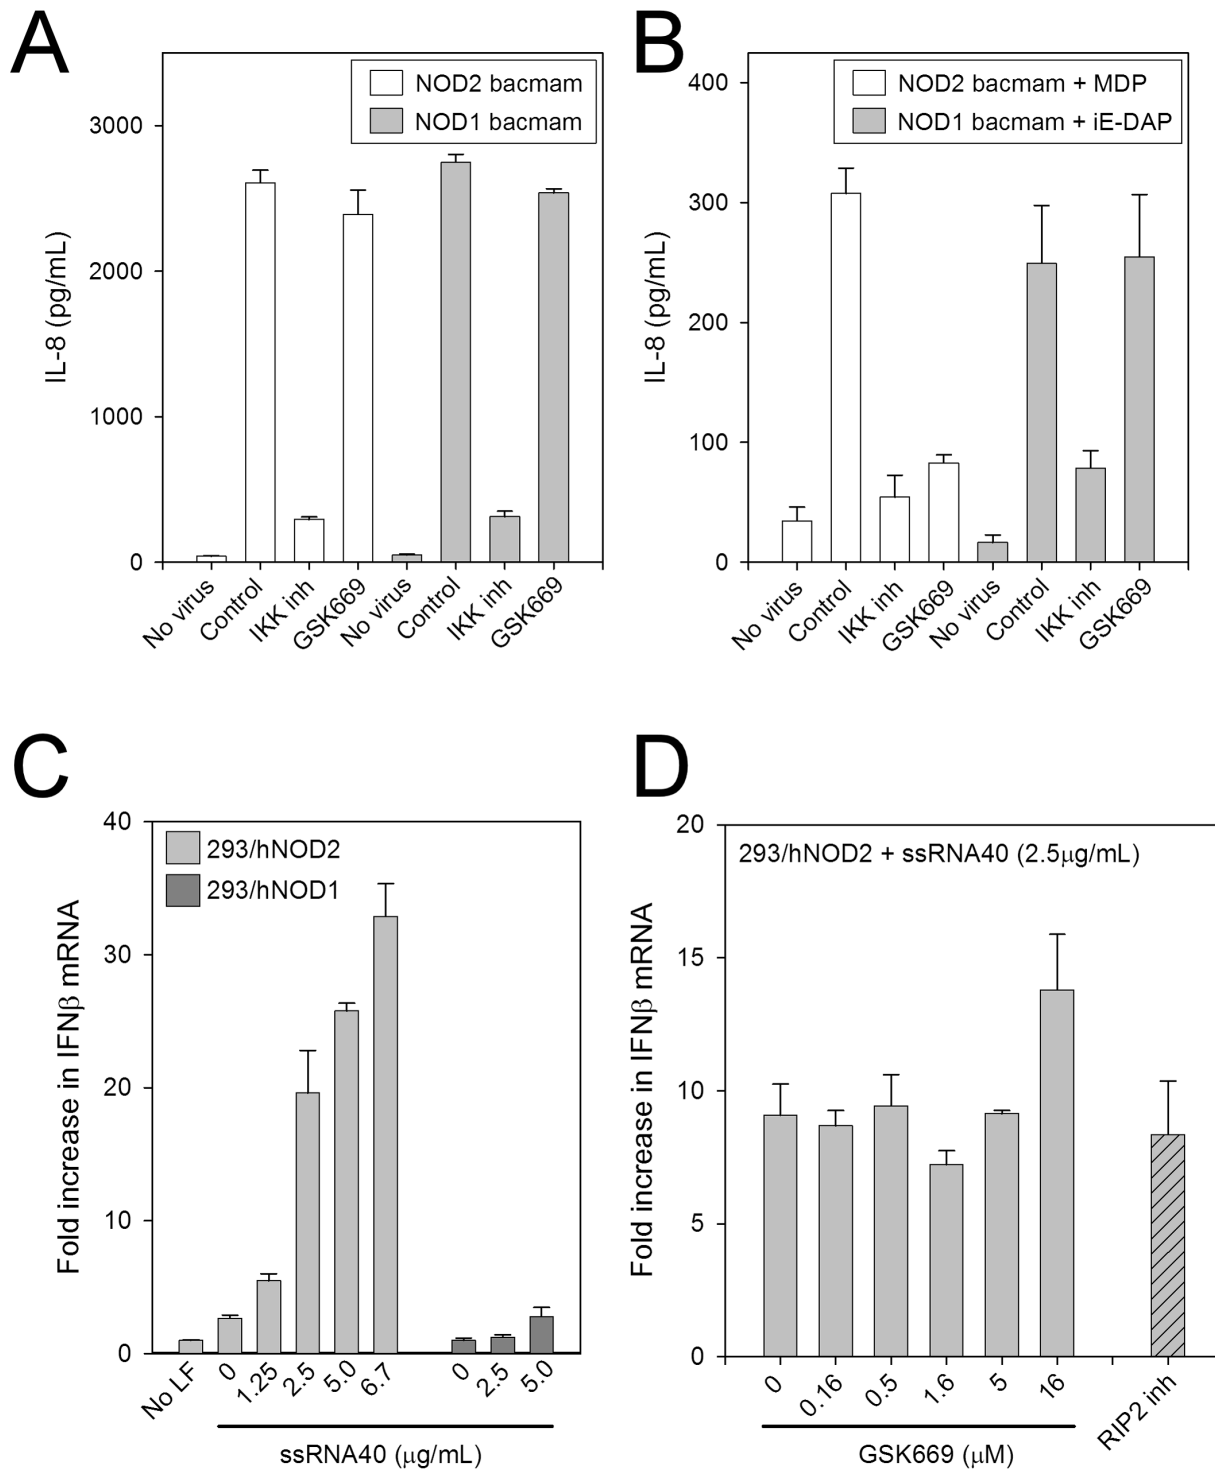 A
NOD2 bacmam
NOD1 bacmam
3000
2000
1000
0
IL-8 (pg/mL)
No virus
Control
IKK inh
GSK669
No virus
Control
IKK inh
GSK669
B
NOD2 bacmam + MDP
NOD1 bacmam + iE-DAP
400
300
200
100
0
IL-8 (pg/mL)
No virus
Control
IKK inh
GSK669
No virus
Control
IKK inh
GSK669
C
293/hNOD2
293/hNOD1
40
30
20
10
0
Fold increase in IFNβ mRNA
No LF
0
1.25
2.5
5.0
6.7
0
2.5
5.0
ssRNA40 (μg/mL)
D
293/hNOD2 + ssRNA40 (2.5μg/mL)
20
15
10
5
0
Fold increase in IFNβ mRNA
0
0.16
0.5
1.6
5
16
RIP2 inh
GSK669 (μM)